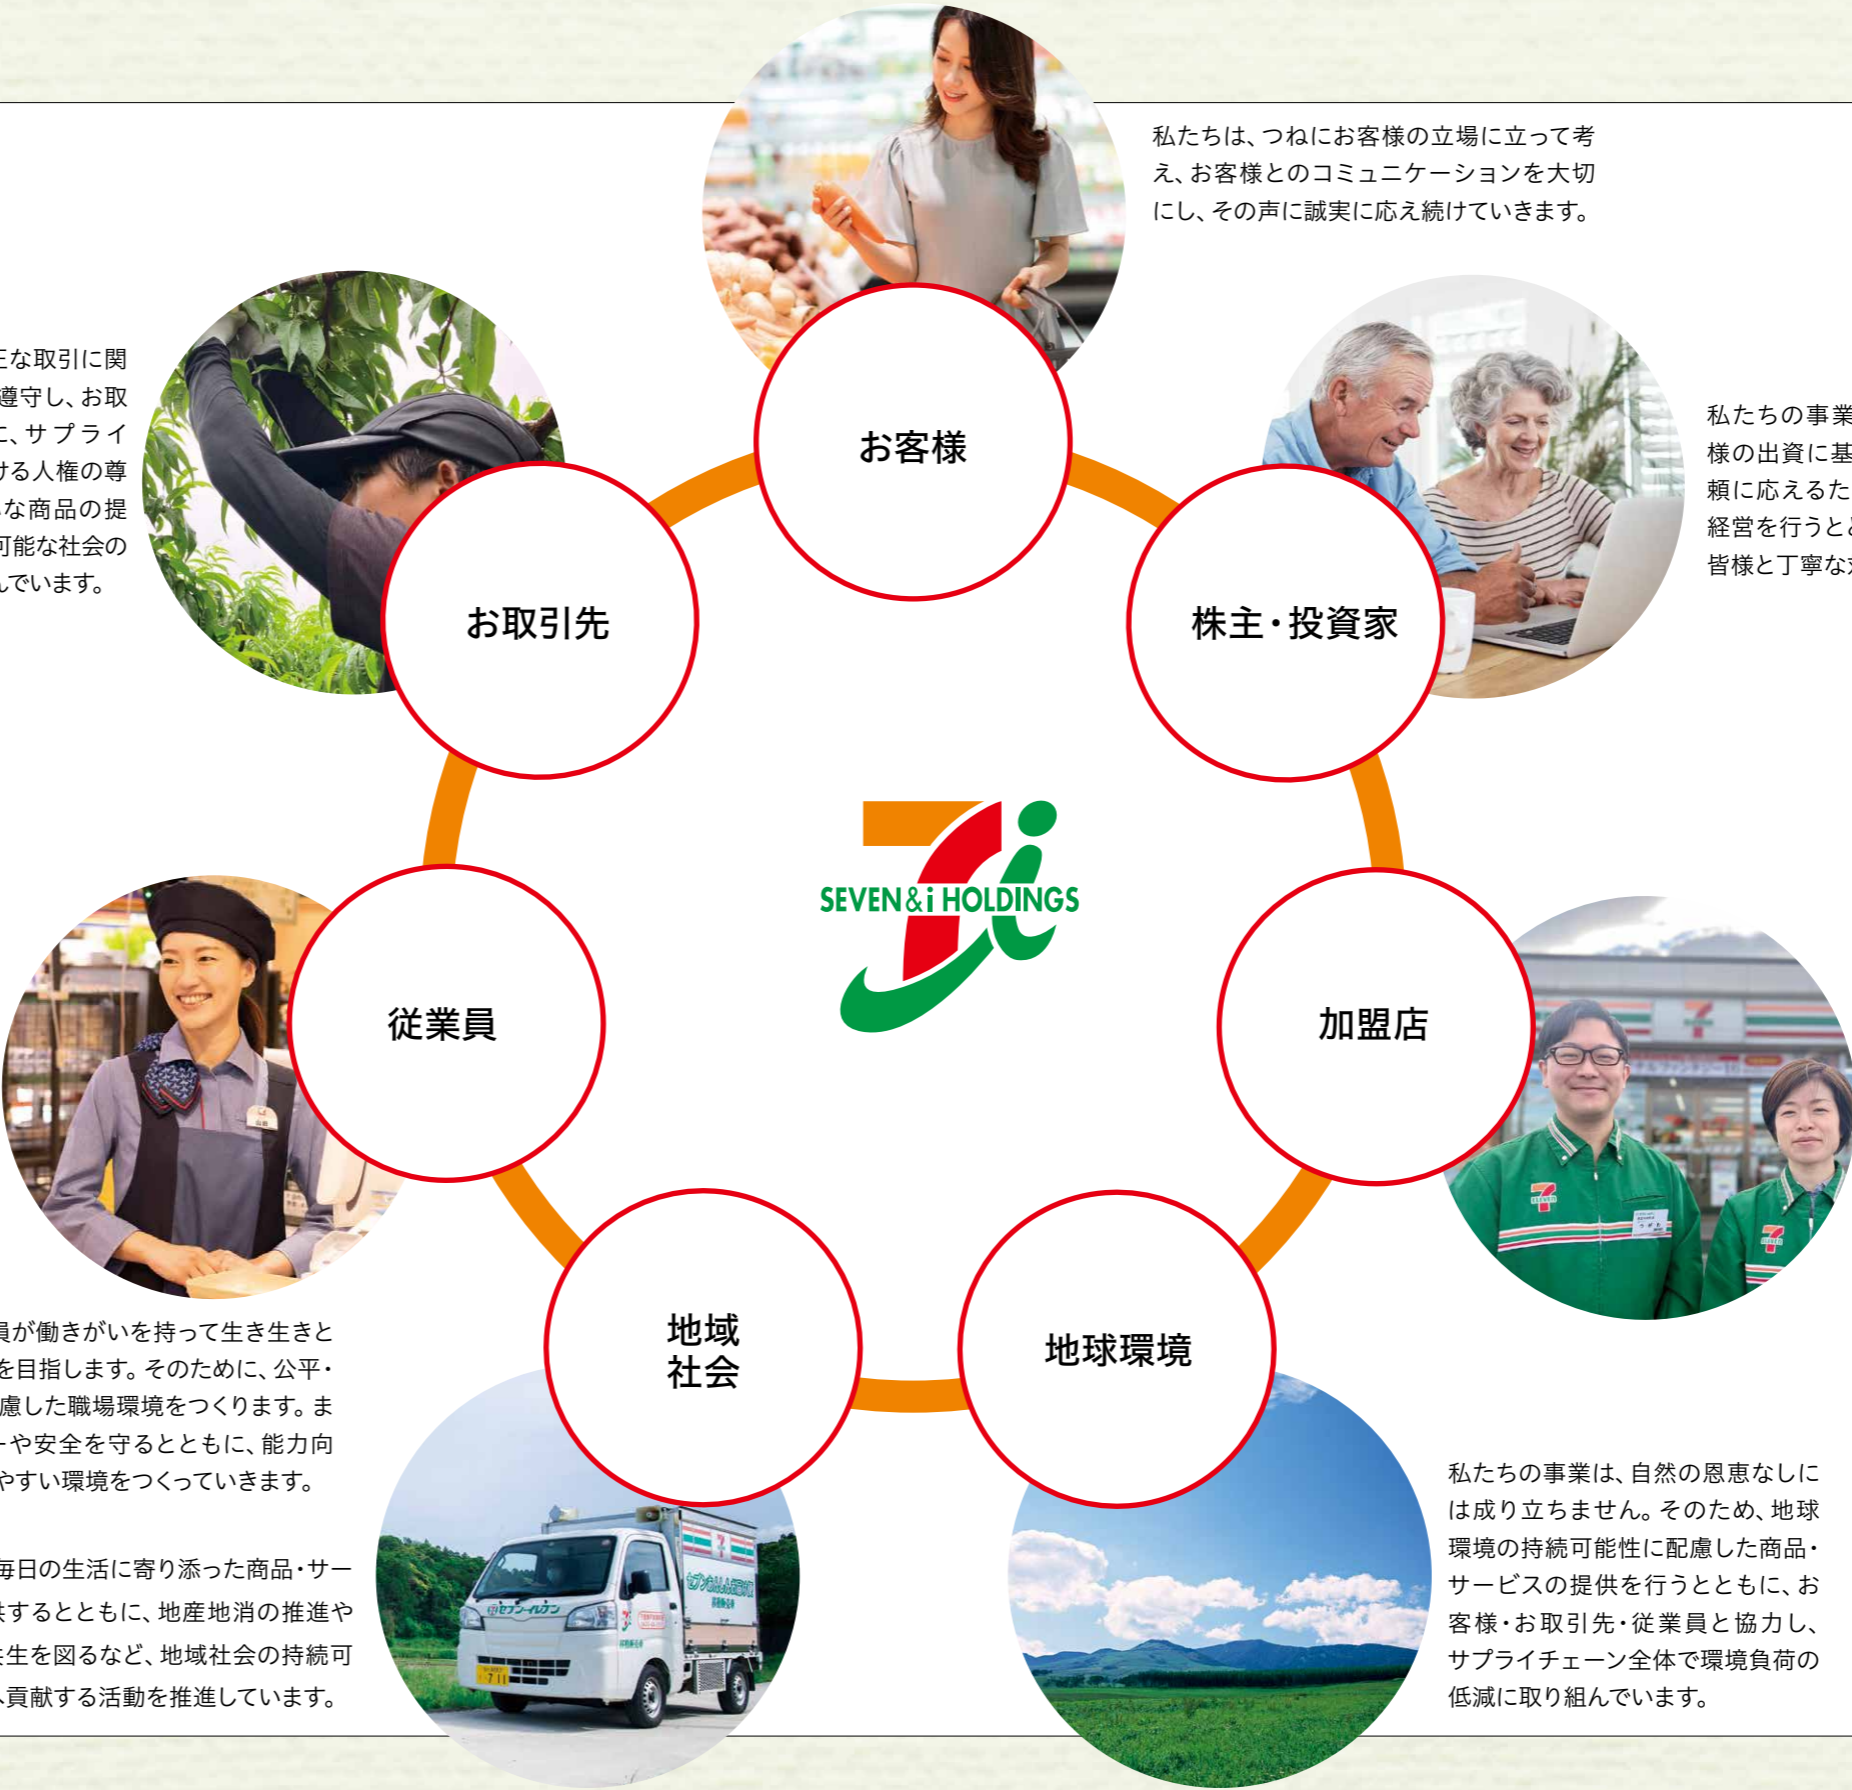 私たちは、つねにお客様の立場に立って考
え、お客様とのコミュニケーションを大切
にし、その声に誠実に応え続けていきます。
お客様
正な取引に関
遵守し、お取
に、サプライ
ける人権の尊
な商品の提
可能な社会の
んでいます。
お取引先
株主・投資家
私たちの事業
様の出資に基
頼に応えるた
経営を行うと
皆様と丁寧な
SEVEN&i HOLDINGS
従業員
加盟店
員が働きがいを持って生き生きと
を目指します。そのために、公平・
慮した職場環境をつくります。ま
ーや安全を守るとともに、能力向
やすい環境をつくっていきます。
地域
社会
地球環境
毎日の生活に寄り添った商品・サー
供するとともに、地産地消の推進や
共生を図るなど、地域社会の持続可
へ貢献する活動を推進しています。
セブン-イレブン
711
私たちの事業は、自然の恩恵なしに
は成り立ちません。そのため、地球
環境の持続可能性に配慮した商品・
サービスの提供を行うとともに、お
客様・お取引先・従業員と協力し、
サプライチェーン全体で環境負荷の
低減に取り組んでいます。